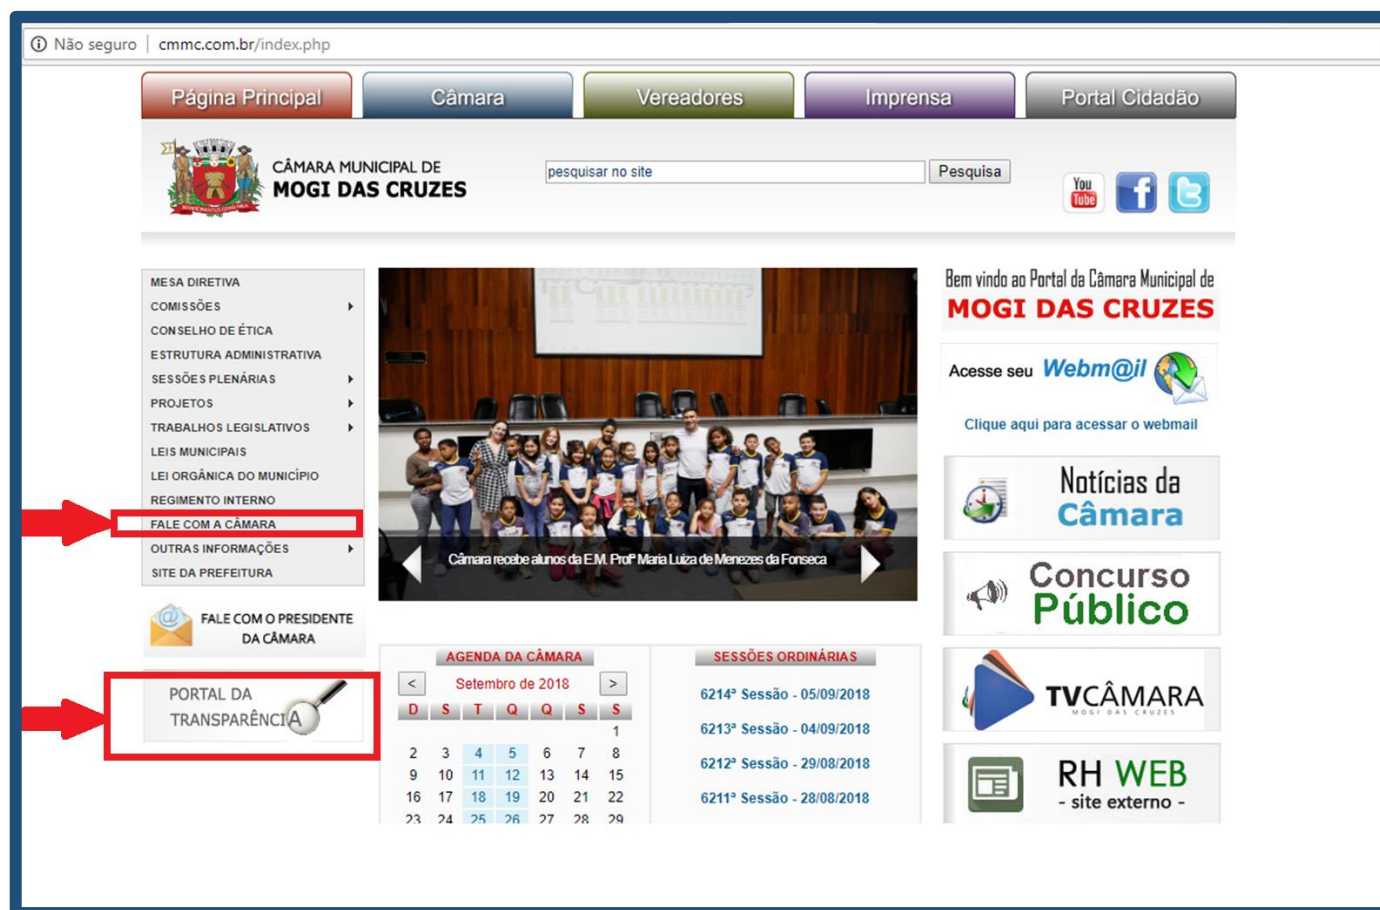 Não seguro | cmmc.com.br/index.php
Página Principal
Câmara
Vereadores
Imprensa
Portal Cidadão
CÂMARA MUNICIPAL DE
MOGI DAS CRUZES
pesquisar no site
Pesquisa
You
Tube
MESA DIRETIVA
COMISSÕES
CONSELHO DE ÉTICA
ESTRUTURA ADMINISTRATIVA
SESSÕES PLENÁRIAS
PROJETOS
TRABALHOS LEGISLATIVOS
LEIS MUNICIPAIS
LEI ORGÂNICA DO MUNICÍPIO
REGIMENTO INTERNO
FALE COM A CÂMARA
OUTRAS INFORMAÇÕES
SITE DA PREFEITURA
FALE COM O PRESIDENTE
DA CÂMARA
PORTAL DA
TRANSPARÊNCIA
Câmara recebe alunos da E.M. Profª Maria Luiza de Menezes da Fonseca
AGENDA DA CÂMARA
< Setembro de 2018 >
D S T Q Q S S
1
2 3 4 5 6 7 8
9 10 11 12 13 14 15
16 17 18 19 20 21 22
23 24 25 26 27 28 29
SESSÕES ORDINÁRIAS
6214ª Sessão - 05/09/2018
6213ª Sessão - 04/09/2018
6212ª Sessão - 29/08/2018
6211ª Sessão - 28/08/2018
Bem vindo ao Portal da Câmara Municipal de
MOGI DAS CRUZES
Acesse seu Webm@il
Clique aqui para acessar o webmail
Notícias da
Câmara
Concurso
Público
TVCÂMARA
MOGI DAS CRUZES
RH WEB
- site externo -